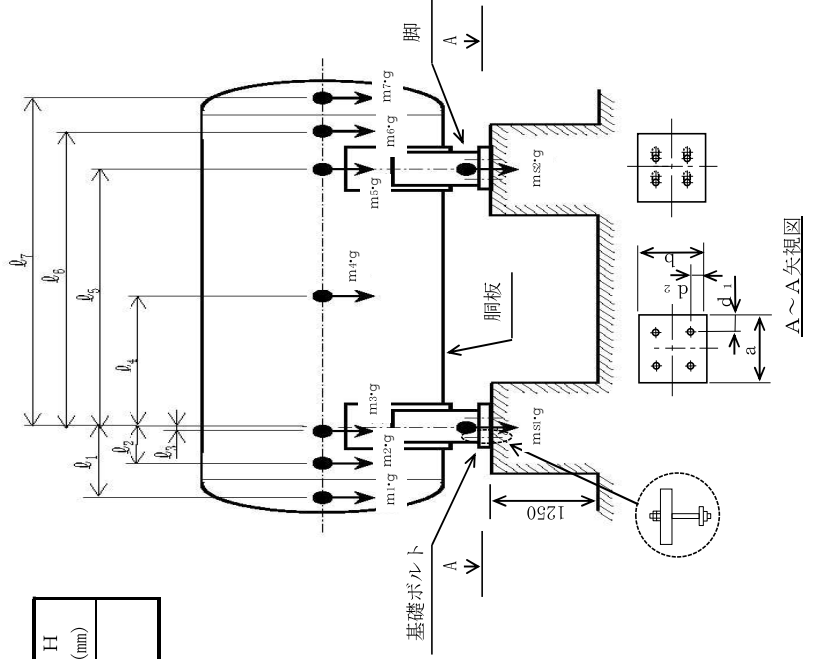 ℓ₇
ℓ₆
ℓ₅
ℓ₄
ℓ₁
ℓ₂
ℓ₃
m₁·g
m₂·g
m₃·g
m₄·g
m₅·g
m₆·g
m₇·g
mS1·g
mS2·g
脚
A
胴板
基礎ボルト
A
1250
a
b
d₁
d₂
A~A矢視図
H
(mm)